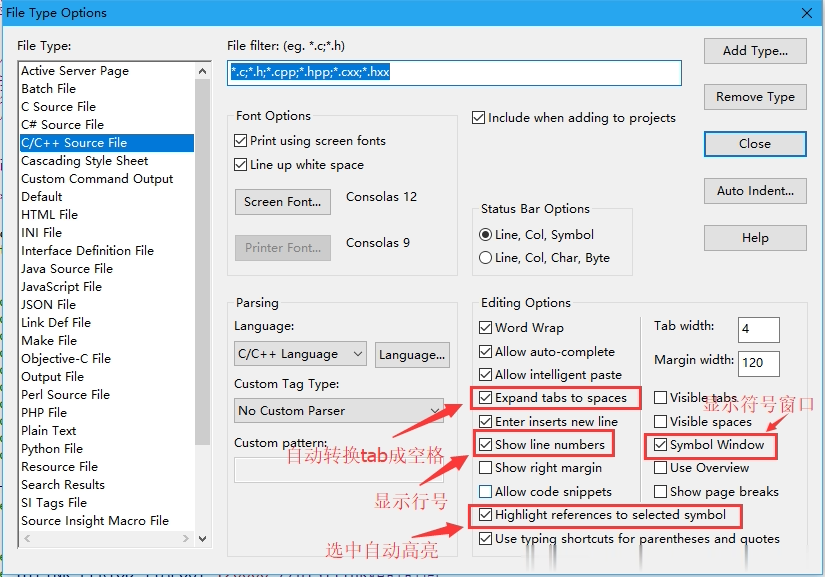 File Type Options
File Type:
Active Server Page
Batch File
C Source File
C# Source File
C/C++ Source File
Cascading Style Sheet
Custom Command Output
Default
HTML File
INI File
Interface Definition File
Java Source File
JavaScript File
JSON File
Link Def File
Make File
Objective-C File
Output File
Perl Source File
PHP File
Plain Text
Python File
Resource File
Search Results
SI Tags File
Source Insight Macro File
File filter: (eg. *.c;*.h)
*.c;*.h;*.cpp;*.hpp;*.cxx;*.hxx
Font Options
Print using screen fonts
Line up white space
Screen Font...
Consolas 12
Printer Font...
Consolas 9
Include when adding to projects
Status Bar Options
Line, Col, Symbol
Line, Col, Char, Byte
Add Type...
Remove Type
Close
Auto Indent...
Help
Parsing
Language:
C/C++ Language
Language...
Custom Tag Type:
No Custom Parser
Custom pattern:
自动转换tab成空格
显示行号
选中自动高亮
Editing Options
Word Wrap
Allow auto-complete
Allow intelligent paste
Expand tabs to spaces
Enter inserts new line
Show line numbers
Show right margin
Allow code snippets
Highlight references to selected symbol
Use typing shortcuts for parentheses and quotes
Tab width:
4
Margin width:
120
Visible tabs
显示符号窗口
Visible spaces
Symbol Window
Use Overview
Show page breaks